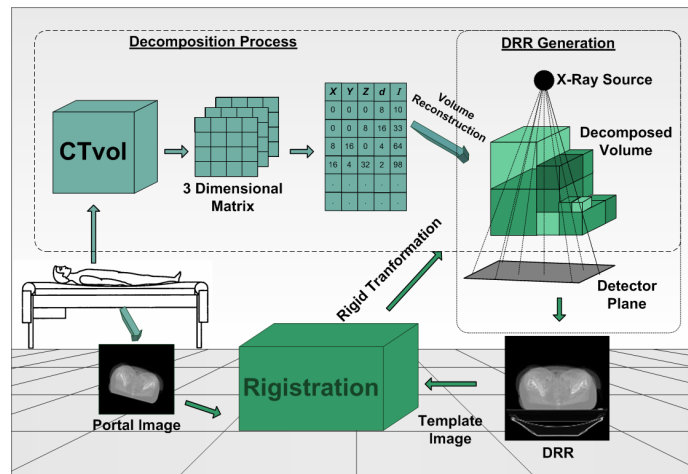 Decomposition Process
DRR Generation
X-Ray Source
CTvol
3 Dimensional
Matrix
X Y Z d I
0 0 0 8 10
0 0 8 16 33
8 16 4 4 64
16 4 32 2 98
. . . . .
. . . . .
Volume
Reconstruction
Decomposed
Volume
Detector
Plane
Rigid Tranformation
Rigistration
Portal Image
Template
Image
DRR